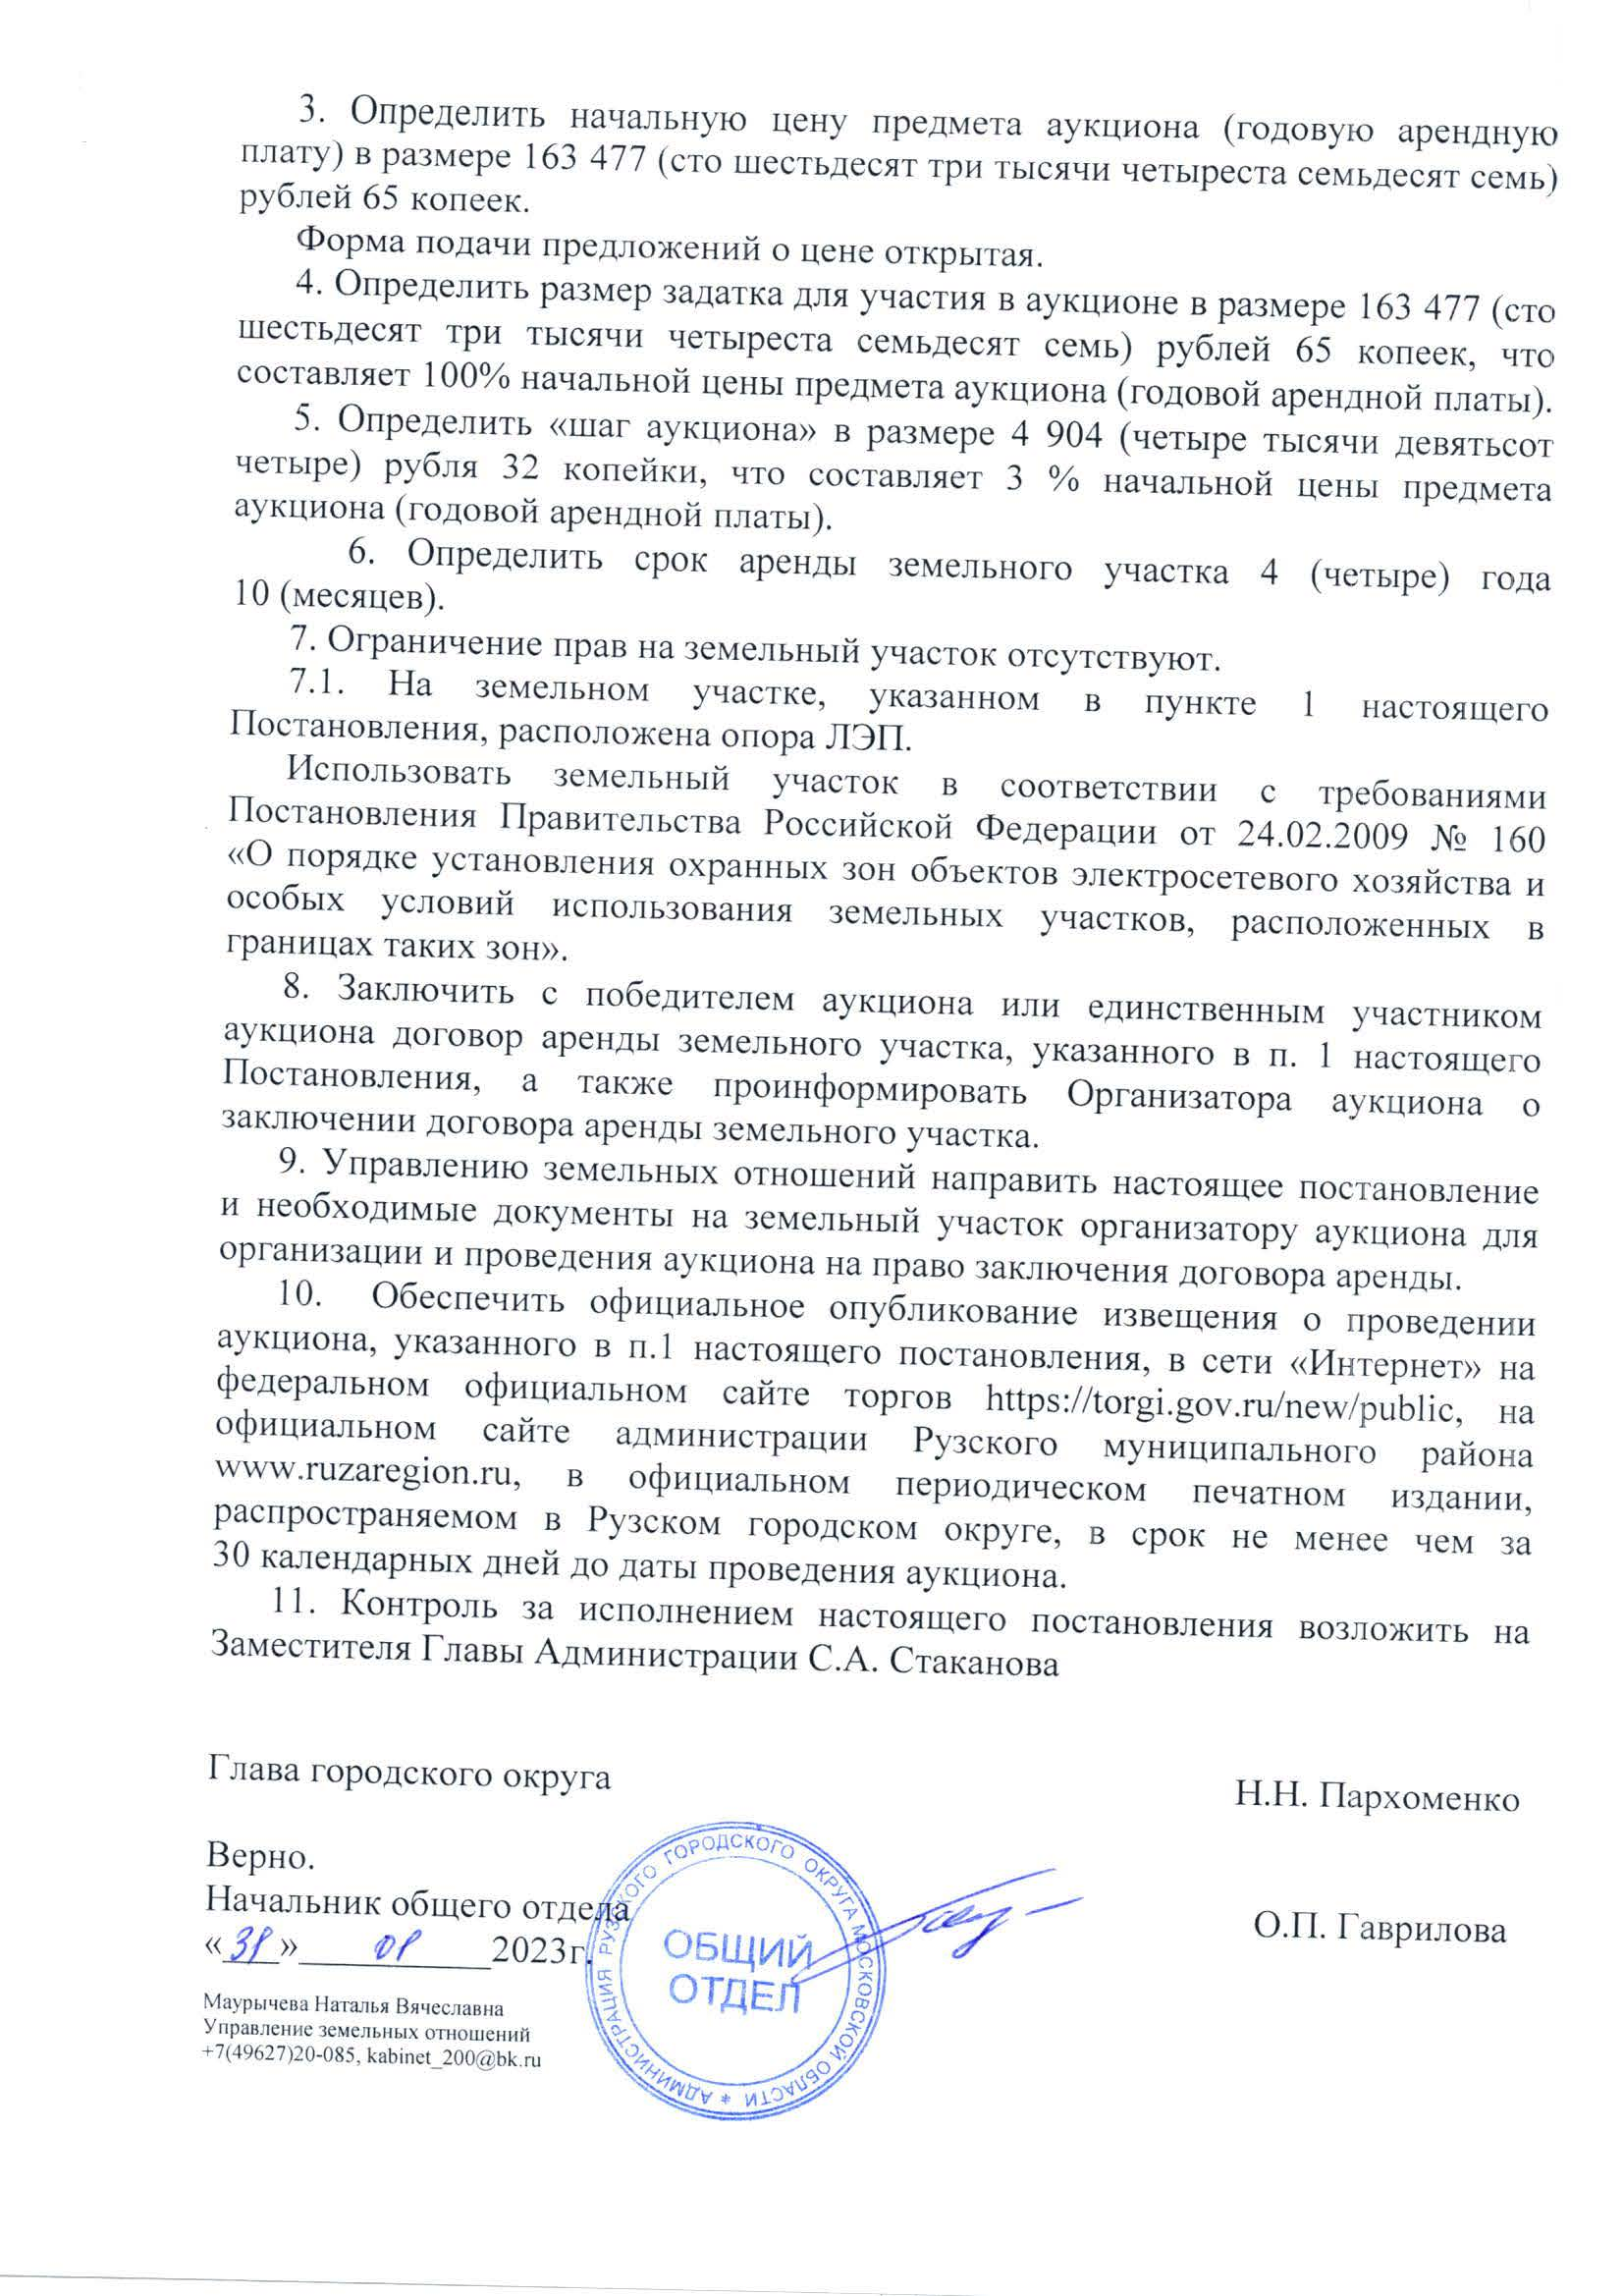 3. Определить начальную цену предмета аукциона (годовую арендную
плату) в размере 163 477 (сто шестьдесят три тысячи четыреста семьдесят семь)
рублей 65 копеек.
Форма подачи предложений о цене открытая.
4. Определить размер задатка для участия в аукционе в размере 163 477 (сто
шестьдесят три тысячи четыреста семьдесят семь) рублей 65 копеек, что
составляет 100% начальной цены предмета аукциона (годовой арендной платы).
5. Определить «шаг аукциона» в размере 4 904 (четыре тысячи девятьсот
четыре) рубля 32 копейки, что составляет 3 % начальной цены предмета
аукциона (годовой арендной платы).
6. Определить срок аренды земельного участка 4 (четыре) года
10 (месяцев).
7. Ограничение прав на земельный участок отсутствуют.
7.1. На земельном участке, указанном в пункте 1 настоящего
Постановления, расположена опора ЛЭП.
Использовать земельный участок в соответствии с требованиями
Постановления Правительства Российской Федерации от 24.02.2009 № 160
«О порядке установления охранных зон объектов электросетевого хозяйства и
особых условий использования земельных участков, расположенных в
границах таких зон».
8. Заключить с победителем аукциона или единственным участником
аукциона договор аренды земельного участка, указанного в п. 1 настоящего
Постановления, а также проинформировать Организатора аукциона о
заключении договора аренды земельного участка.
9. Управлению земельных отношений направить настоящее постановление
и необходимые документы на земельный участок организатору аукциона для
организации и проведения аукциона на право заключения договора аренды.
10. Обеспечить официальное опубликование извещения о проведении
аукциона, указанного в п.1 настоящего постановления, в сети «Интернет» на
федеральном официальном сайте торгов https://torgi.gov.ru/new/public, на
официальном сайте администрации Рузского муниципального района
www.ruzaregion.ru, в официальном периодическом печатном издании,
распространяемом в Рузском городском округе, в срок не менее чем за
30 календарных дней до даты проведения аукциона.
11. Контроль за исполнением настоящего постановления возложить на
Заместителя Главы Администрации С.А. Стаканова
Глава городского округа Н.Н. Пархоменко
Верно.
Начальник общего отдела О.П. Гаврилова
«31» 01 2023г.
Маурычева Наталья Вячеславна
Управление земельных отношений
+7(49627)20-085, kabinet_200@bk.ru
АДМИНИСТРАЦИЯ РУЗСКОГО ГОРОДСКОГО ОКРУГА МОСКОВСКОЙ ОБЛАСТИ *
ОБЩИЙ
ОТДЕЛ